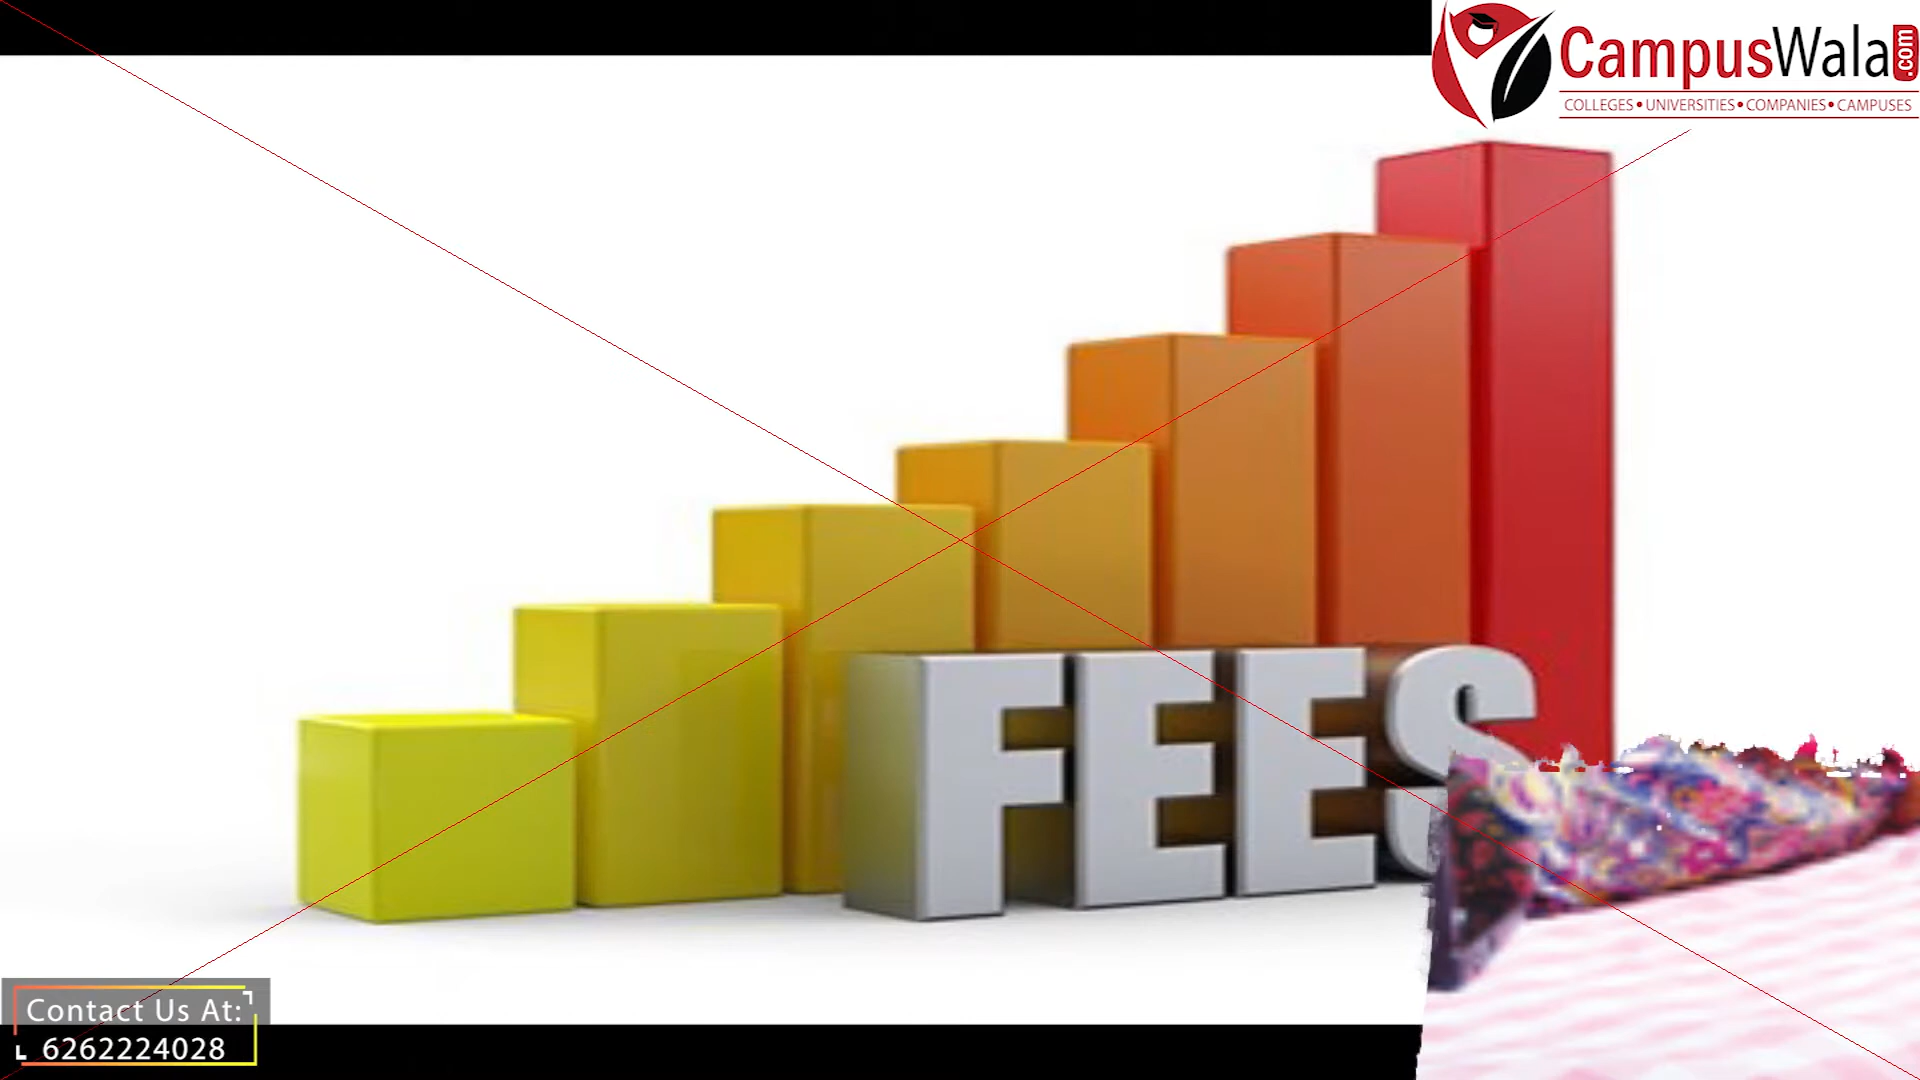 CampusWala.com
COLLEGES • UNIVERSITIES • COMPANIES • CAMPUSES
FEES
Contact Us At:
6262224028